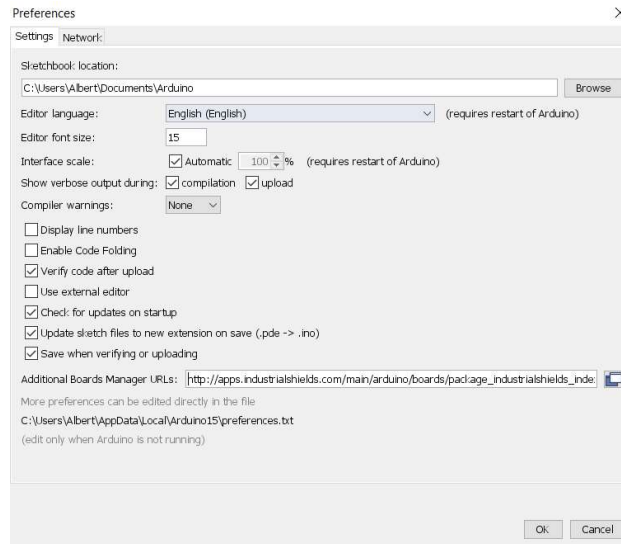 Preferences
Settings Network
Sketchbook location:
C:\Users\Albert\Documents\Arduino Browse
Editor language: English (English) (requires restart of Arduino)
Editor font size: 15
Interface scale: Automatic 100 % (requires restart of Arduino)
Show verbose output during: compilation upload
Compiler warnings: None
Display line numbers
Enable Code Folding
Verify code after upload
Use external editor
Check for updates on startup
Update sketch files to new extension on save (.pde -> .ino)
Save when verifying or uploading
Additional Boards Manager URLs: http://apps.industrialshields.com/main/arduino/boards/package_industrialshields_inde
More preferences can be edited directly in the file
C:\Users\Albert\AppData\Local\Arduino15\preferences.txt
(edit only when Arduino is not running)
OK Cancel